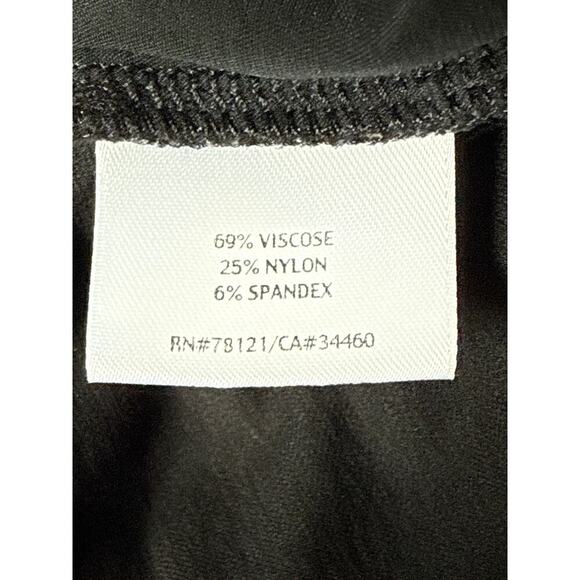 69% VISCOSE
25% NYLON
6% SPANDEX
RN#78121/CA#34460